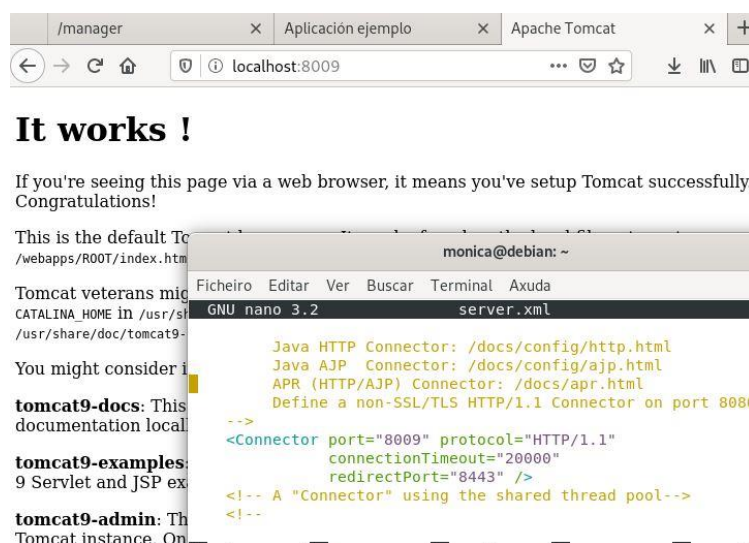 /manager
Aplicación ejemplo
Apache Tomcat
localhost:8009
It works !
If you're seeing this page via a web browser, it means you've setup Tomcat successfully
Congratulations!
This is the default
/webapps/ROOT/index.htm
Tomcat veterans mig
CATALINA_HOME in /usr/sh
/usr/share/doc/tomcat9-
You might consider i
tomcat9-docs: This
documentation locall
tomcat9-examples:
9 Servlet and JSP ex
tomcat9-admin: Th
Tomcat instance. On
monica@debian: ~
Ficheiro Editar Ver Buscar Terminal Axuda
GNU nano 3.2 server.xml
Java HTTP Connector: /docs/config/http.html
Java AJP Connector: /docs/config/ajp.html
APR (HTTP/AJP) Connector: /docs/apr.html
Define a non-SSL/TLS HTTP/1.1 Connector on port 8080
-->
<Connector port="8009" protocol="HTTP/1.1"
connectionTimeout="20000"
redirectPort="8443" />
<!-- A "Connector" using the shared thread pool-->
<!--